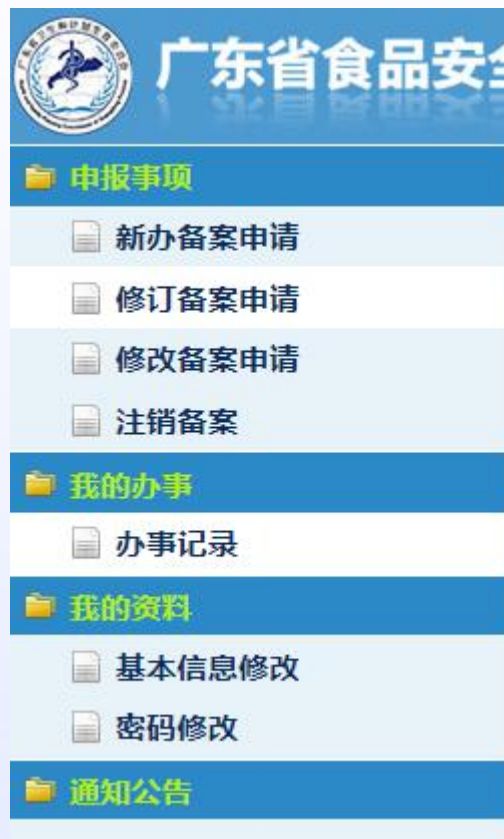 广东省食品安
申报事项
新办备案申请
修订备案申请
修改备案申请
注销备案
我的办事
办事记录
我的资料
基本信息修改
密码修改
通知公告